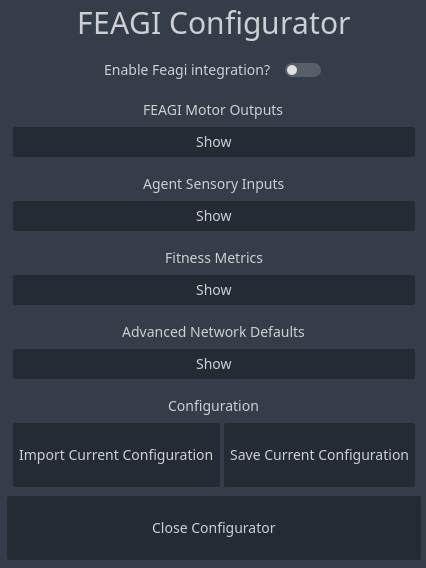 FEAGI Configurator
Enable Feagi integration?
FEAGI Motor Outputs
Show
Agent Sensory Inputs
Show
Fitness Metrics
Show
Advanced Network Defaults
Show
Configuration
Import Current Configuration Save Current Configuration
Close Configurator